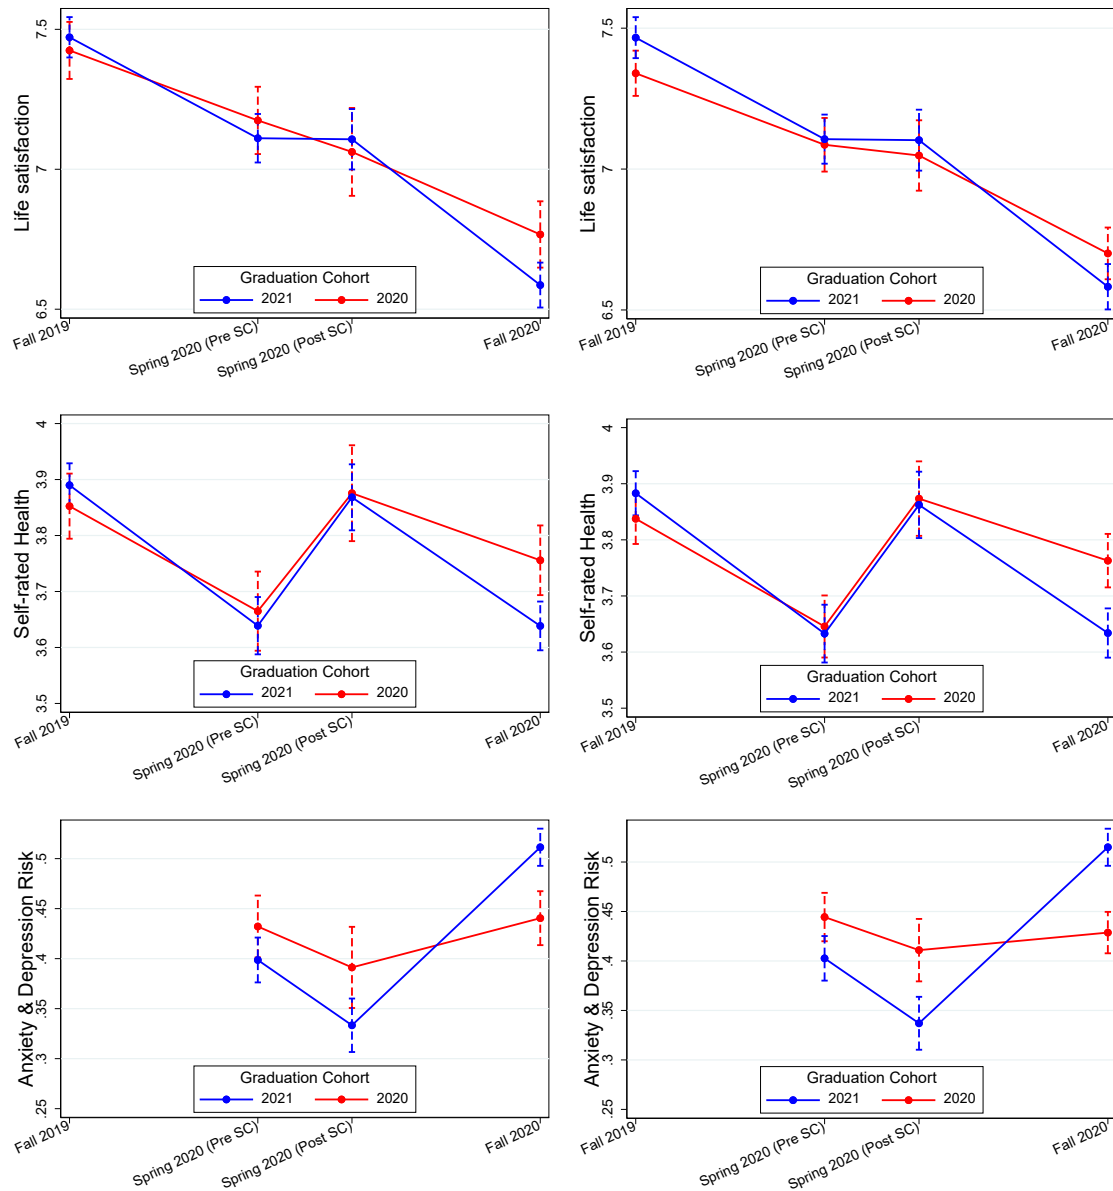 Life satisfaction
7.5
7
6.5
Graduation Cohort
2021 2020
Fall 2019
Spring 2020 (Pre SC)
Spring 2020 (Post SC)
Fall 2020
Life satisfaction
7.5
7
6.5
Graduation Cohort
2021 2020
Fall 2019
Spring 2020 (Pre SC)
Spring 2020 (Post SC)
Fall 2020
Self-rated Health
4
3.9
3.8
3.7
3.6
3.5
Graduation Cohort
2021 2020
Fall 2019
Spring 2020 (Pre SC)
Spring 2020 (Post SC)
Fall 2020
Self-rated Health
4
3.9
3.8
3.7
3.6
3.5
Graduation Cohort
2021 2020
Fall 2019
Spring 2020 (Pre SC)
Spring 2020 (Post SC)
Fall 2020
Anxiety & Depression Risk
.5
.45
.4
.35
.3
.25
Graduation Cohort
2021 2020
Fall 2019
Spring 2020 (Pre SC)
Spring 2020 (Post SC)
Fall 2020
Anxiety & Depression Risk
.5
.45
.4
.35
.3
.25
Graduation Cohort
2021 2020
Fall 2019
Spring 2020 (Pre SC)
Spring 2020 (Post SC)
Fall 2020